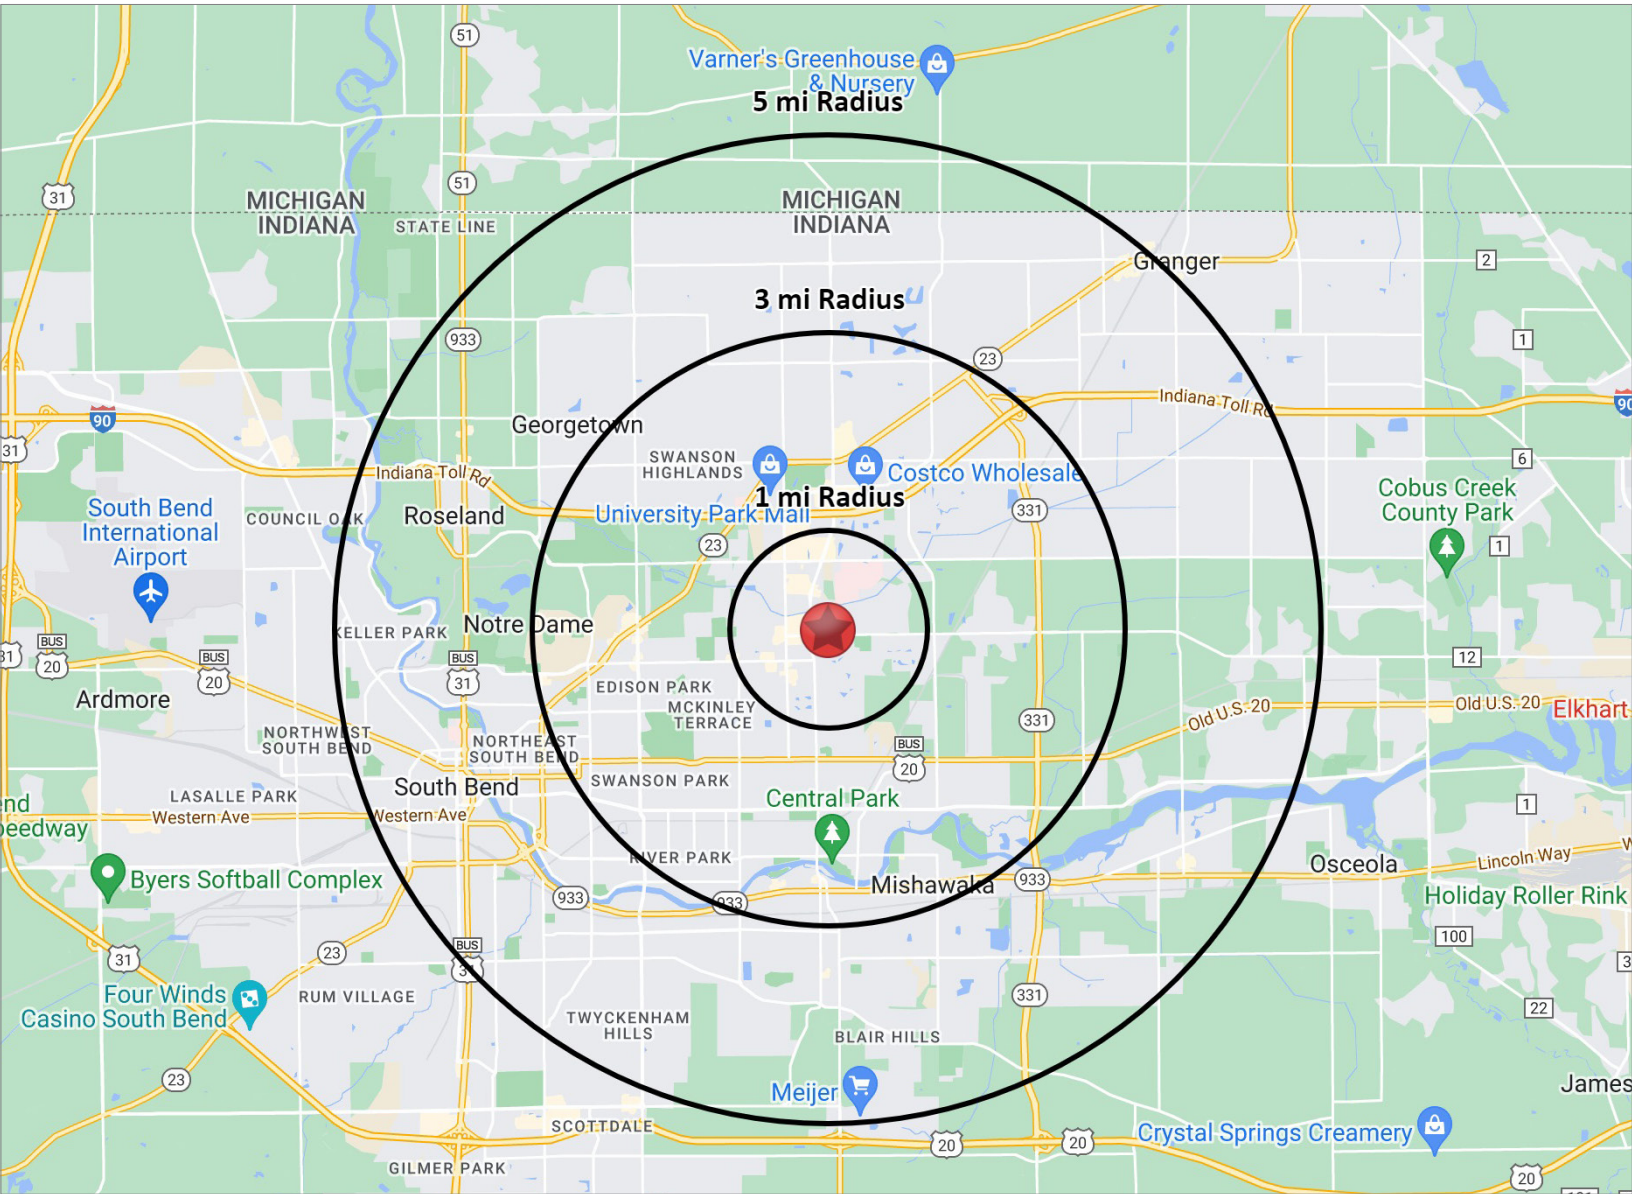 51
Varner's Greenhouse
& Nursery
5 mi Radius
31
51
MICHIGAN
INDIANA
MICHIGAN
INDIANA
STATE LINE
Granger
2
3 mi Radius
933
23
1
90
Indiana Toll Rd
90
Georgetown
31
SWANSON
HIGHLANDS
6
Indiana Toll Rd
Costco Wholesale
1 mi Radius
Cobus Creek
County Park
South Bend
International
Airport
COUNCIL OAK
Roseland
University Park Mall
331
23
1
KELLER PARK
Notre Dame
BUS
20
31
BUS
20
BUS
31
12
EDISON PARK
Ardmore
MCKINLEY
TERRACE
Old U.S. 20
Old U.S. 20
Elkhart
331
NORTHWEST
SOUTH BEND
NORTHEAST
SOUTH BEND
BUS
20
SWANSON PARK
South Bend
LASALLE PARK
Central Park
end
peedway
Western Ave
Western Ave
1
RIVER PARK
Osceola
Lincoln Way
W
Byers Softball Complex
Mishawaka
933
933
933
Holiday Roller Rink
100
BUS
31
23
31
3
Four Winds
Casino South Bend
RUM VILLAGE
331
22
TWYCKENHAM
HILLS
BLAIR HILLS
23
Meijer
James
SCOTTDALE
20
20
Crystal Springs Creamery
GILMER PARK
20